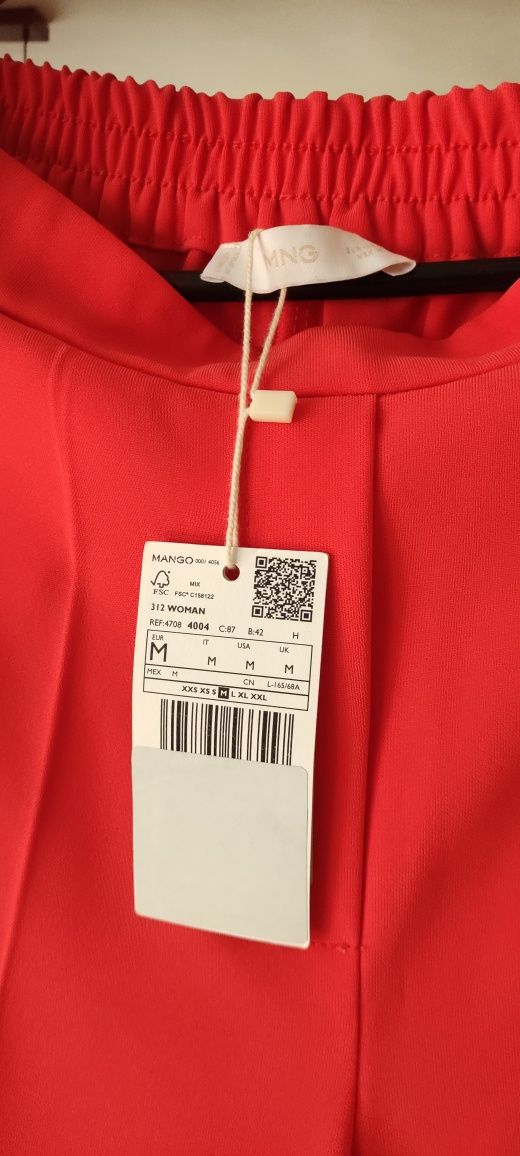 MNG
MANGO 0001 4056
MIX
FSC FSC® C158122
312 WOMAN
REF:4708 4004 C:87 B:42 H
EUR IT USA UK
M M M M
MEX M CN L-165/68A
XXS XS S M L XL XXL